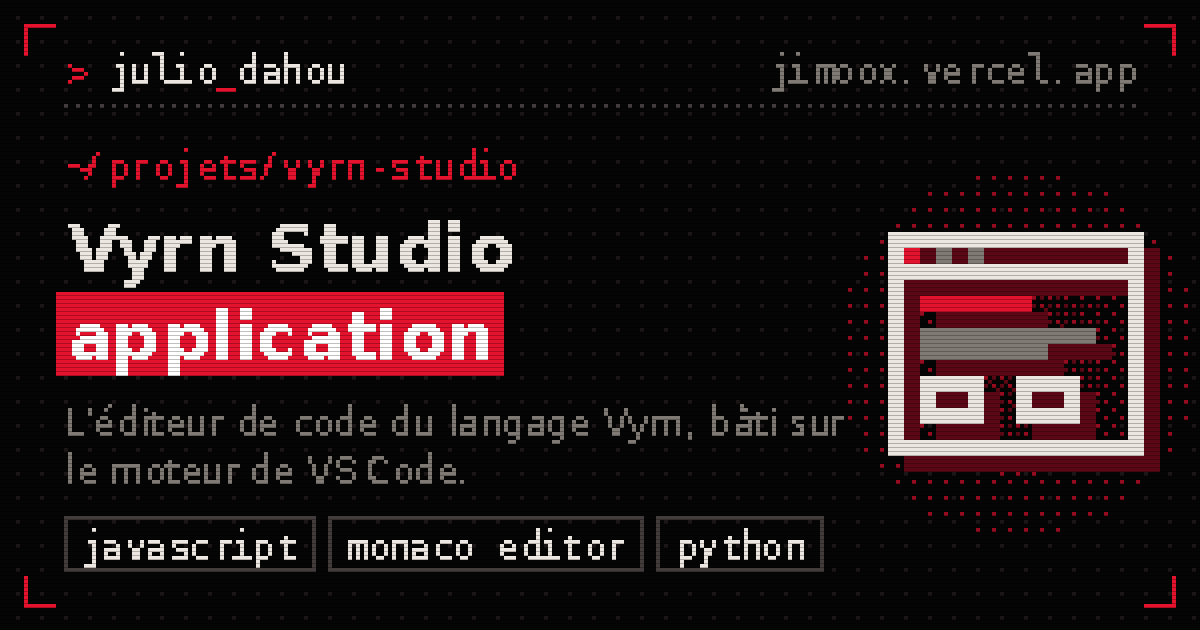 > julio_dahou
jimoox.vercel.app
~/projets/vyrn-studio
Vyrn Studio
application
L'éditeur de code du langage Vyrn, bâti sur
le moteur de VS Code.
javascript
monaco editor
python